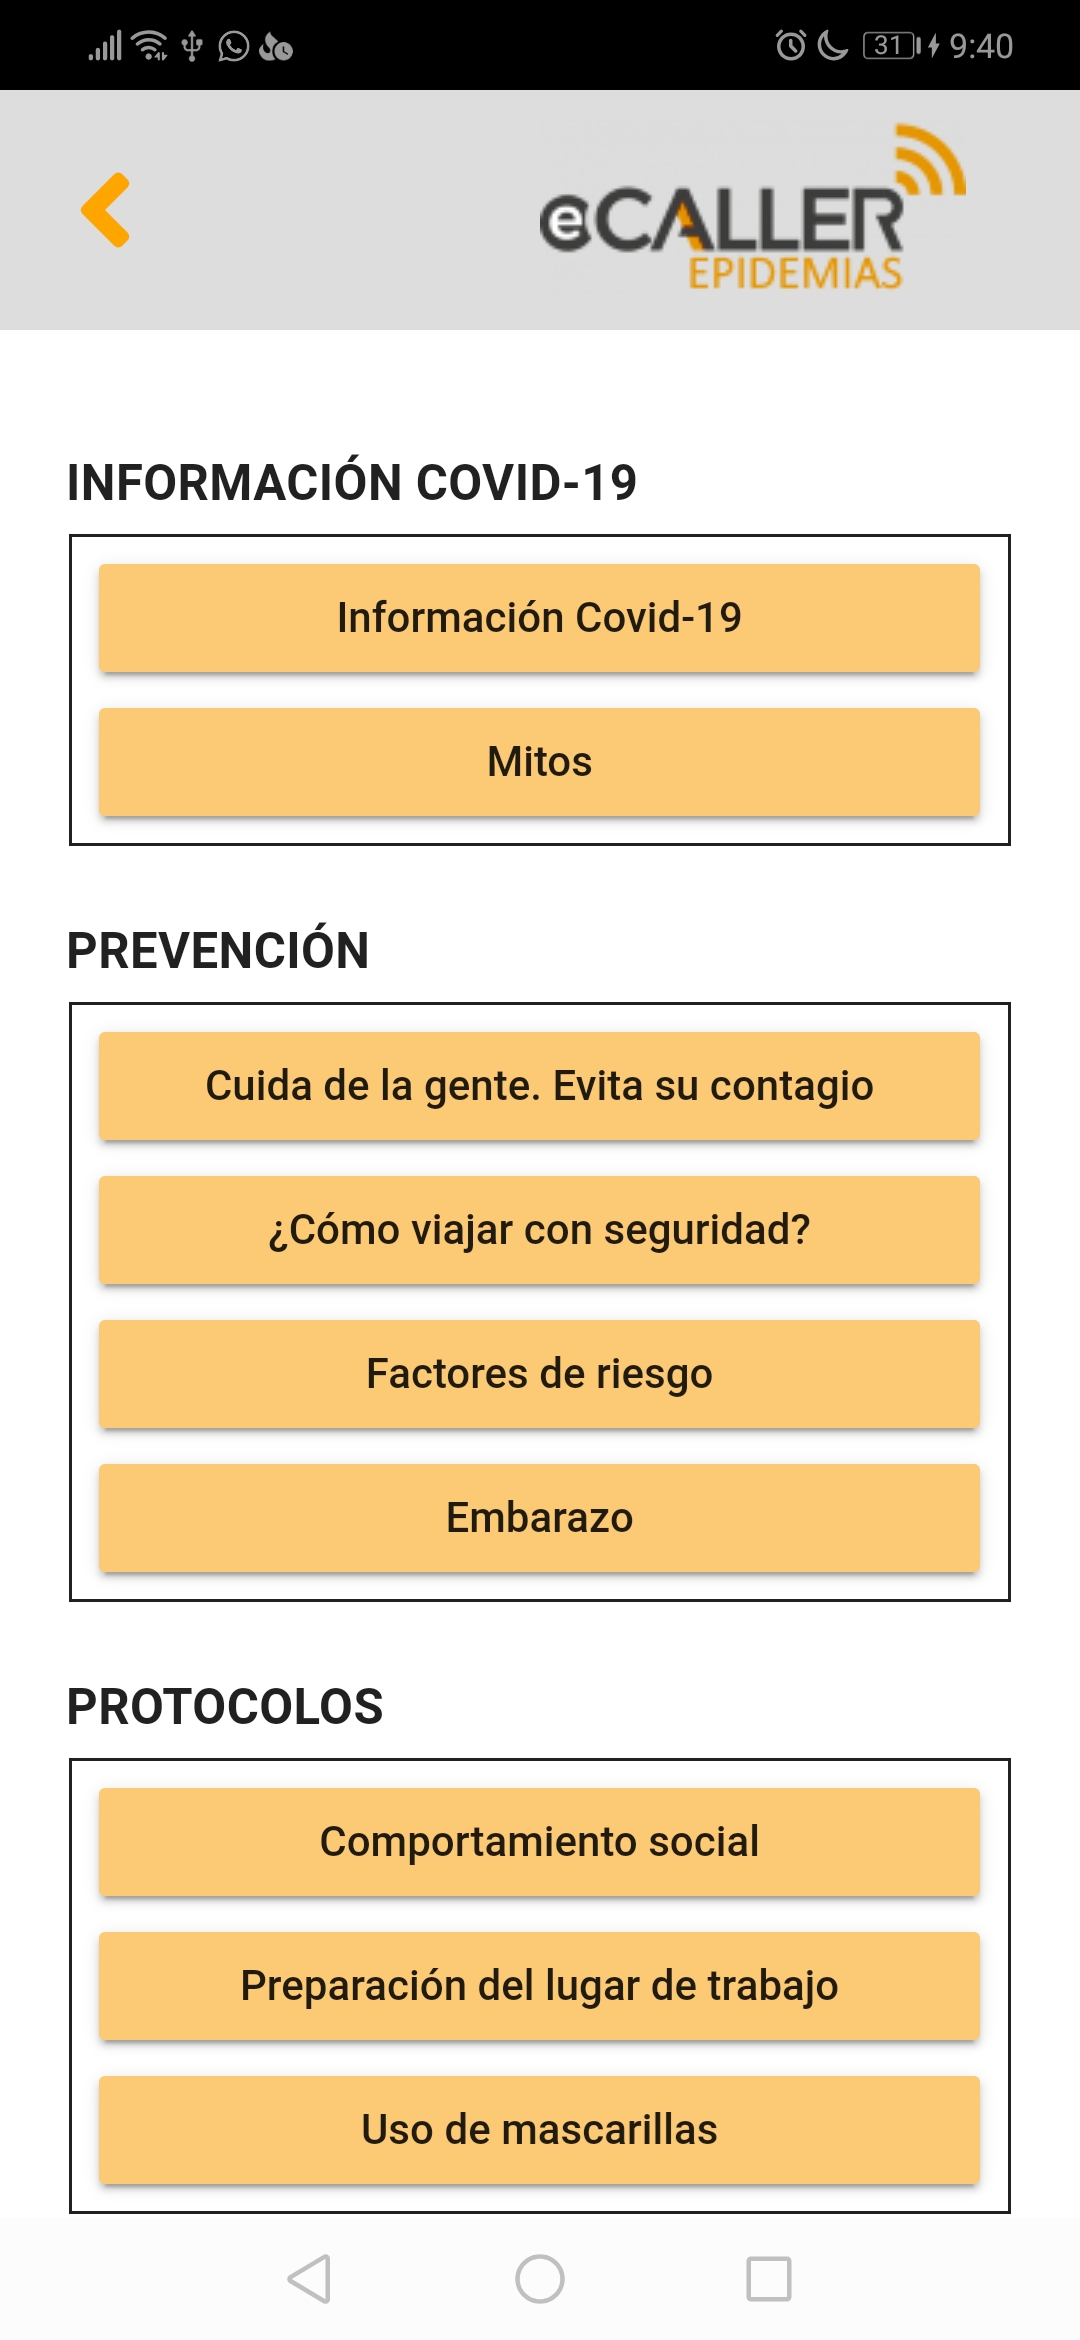 31 9:40
eCALLER
EPIDEMIAS
INFORMACIÓN COVID-19
Información Covid-19
Mitos
PREVENCIÓN
Cuida de la gente. Evita su contagio
¿Cómo viajar con seguridad?
Factores de riesgo
Embarazo
PROTOCOLOS
Comportamiento social
Preparación del lugar de trabajo
Uso de mascarillas